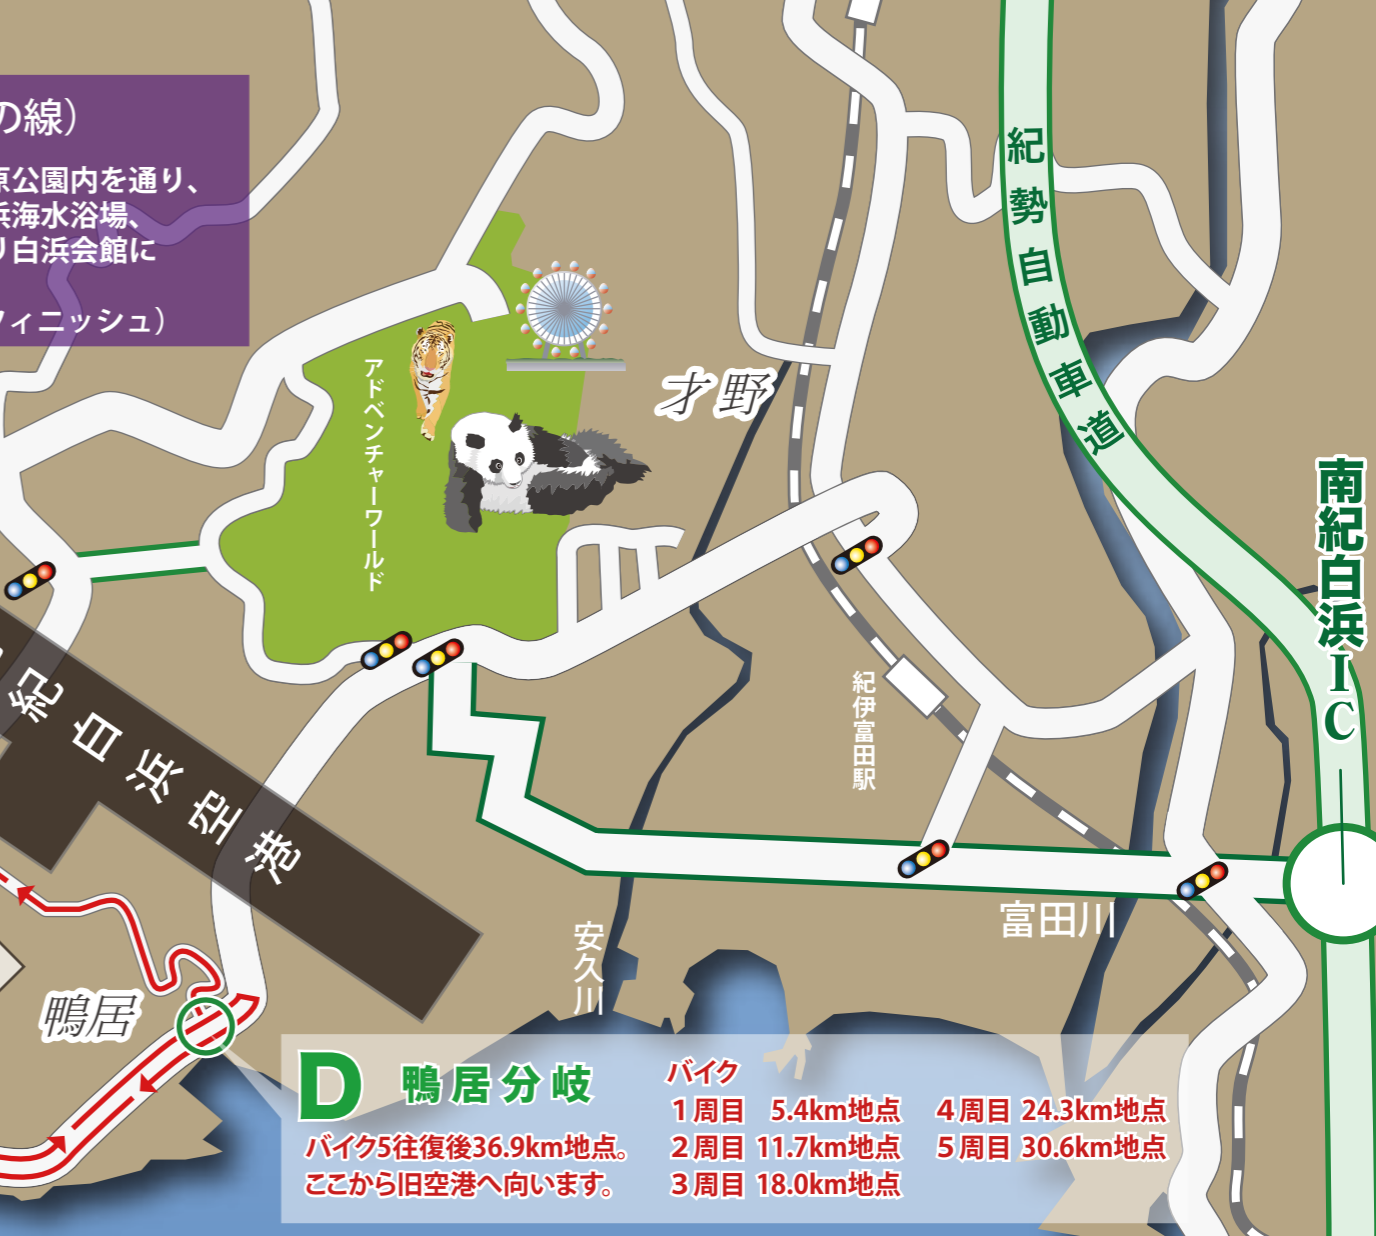 の線）
原公園内を通り、
浜海水浴場、
リ白浜会館に
フィニッシュ）
紀勢自動車道
アドベンチャーワールド
才野
南紀白浜IC
紀伊富田駅
紀白浜空港
安久川
富田川
鴨居
D 鴨居分岐
バイク5往復後36.9km地点。
ここから旧空港へ向います。
バイク
1周目 5.4km地点
2周目 11.7km地点
3周目 18.0km地点
4周目 24.3km地点
5周目 30.6km地点